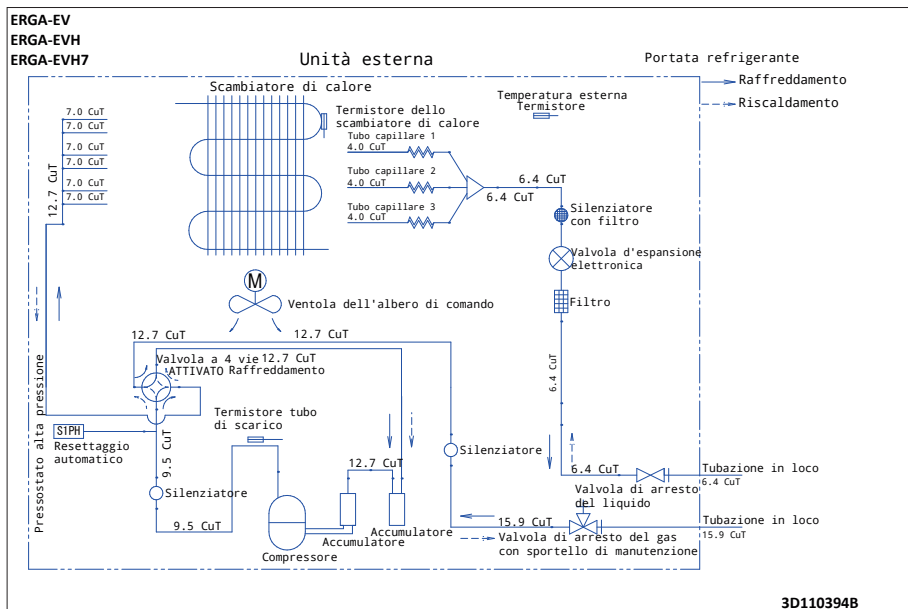 ERGA-EV
ERGA-EVH
ERGA-EVH7
Unità esterna
Portata refrigerante
Raffreddamento
Riscaldamento
Scambiatore di calore
Temperatura esterna
Termistore
Termistore dello
scambiatore di calore
7.0 CuT
7.0 CuT
7.0 CuT
7.0 CuT
7.0 CuT
7.0 CuT
12.7 CuT
Tubo capillare 1
4.0 CuT
Tubo capillare 2
4.0 CuT
Tubo capillare 3
4.0 CuT
6.4 CuT
6.4 CuT
Silenziatore
con filtro
Valvola d'espansione
elettronica
Filtro
6.4 CuT
M
Ventola dell'albero di comando
12.7 CuT
12.7 CuT
Valvola a 4 vie
12.7 CuT
ATTIVATO Raffreddamento
Pressostato alta pressione
S1PH
Resettaggio
automatico
9.5 CuT
Termistore tubo
di scarico
Silenziatore
9.5 CuT
12.7 CuT
Compressore
Accumulatore
Accumulatore
Silenziatore
6.4 CuT
Valvola di arresto
del liquido
Tubazione in loco
6.4 CuT
15.9 CuT
Valvola di arresto del gas
con sportello di manutenzione
Tubazione in loco
15.9 CuT
3D110394B